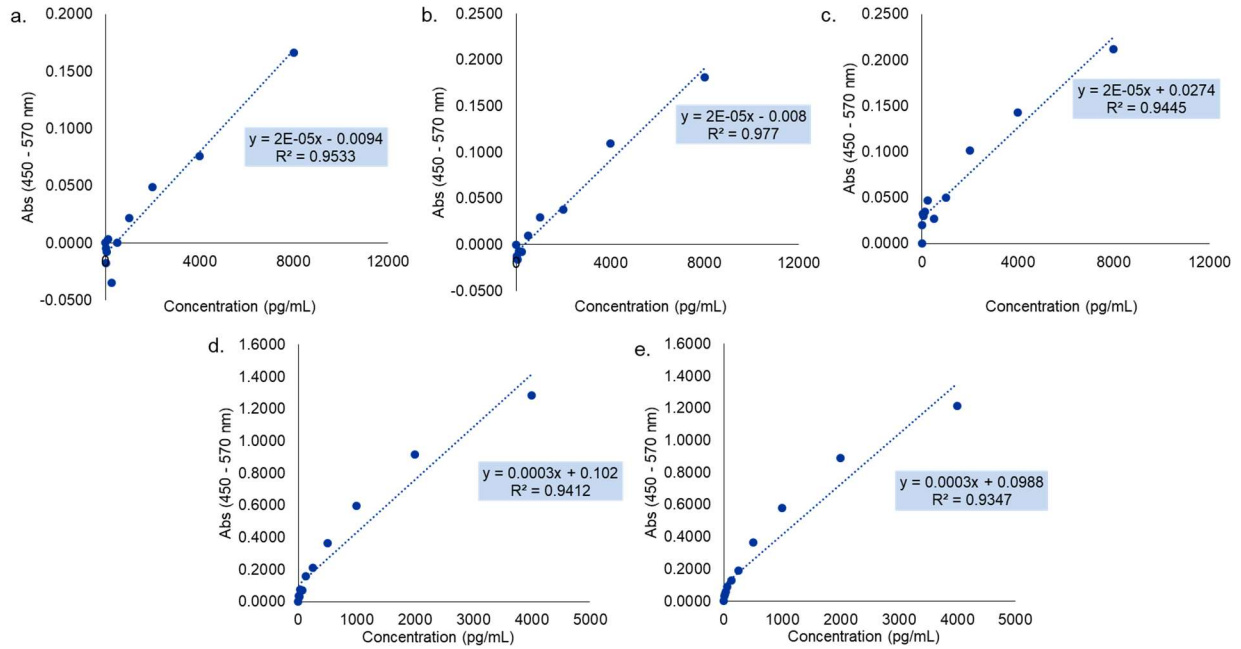 a.
0.2000
0.1500
0.1000
0.0500
0.0000
-0.0500
Abs (450 - 570 nm)
y = 2E-05x - 0.0094
R² = 0.9533
0 4000 8000 12000
Concentration (pg/mL)
b.
0.2500
0.2000
0.1500
0.1000
0.0500
0.0000
-0.0500
Abs (450 - 570 nm)
y = 2E-05x - 0.008
R² = 0.977
0 4000 8000 12000
Concentration (pg/mL)
c.
0.2500
0.2000
0.1500
0.1000
0.0500
0.0000
Abs (450 - 570 nm)
y = 2E-05x + 0.0274
R² = 0.9445
0 4000 8000 12000
Concentration (pg/mL)
d.
1.6000
1.4000
1.2000
1.0000
0.8000
0.6000
0.4000
0.2000
0.0000
Abs (450 - 570 nm)
y = 0.0003x + 0.102
R² = 0.9412
0 1000 2000 3000 4000 5000
Concentration (pg/mL)
e.
1.6000
1.4000
1.2000
1.0000
0.8000
0.6000
0.4000
0.2000
0.0000
Abs (450 - 570 nm)
y = 0.0003x + 0.0988
R² = 0.9347
0 1000 2000 3000 4000 5000
Concentration (pg/mL)